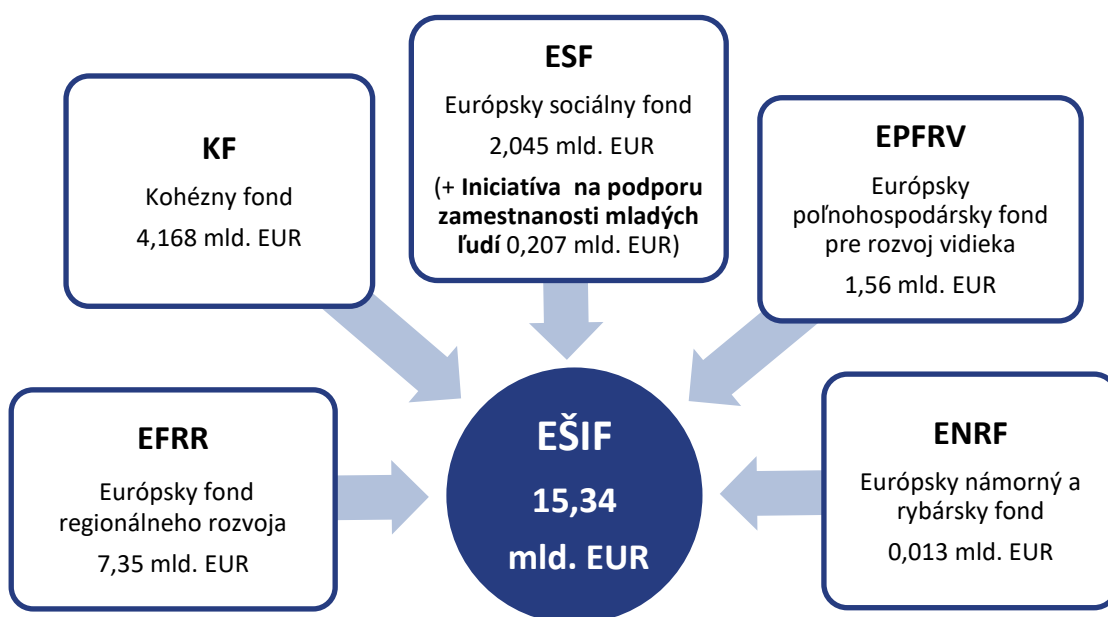 KF
Kohézny fond
4,168 mld. EUR
ESF
Európsky sociálny fond
2,045 mld. EUR
(+ Iniciatíva na podporu
zamestnanosti mladých
ľudí 0,207 mld. EUR)
EPFRV
Európsky
poľnohospodársky fond
pre rozvoj vidieka
1,56 mld. EUR
EFRR
Európsky fond
regionálneho rozvoja
7,35 mld. EUR
EŠIF
15,34
mld. EUR
ENRF
Európsky námorný a
rybársky fond
0,013 mld. EUR